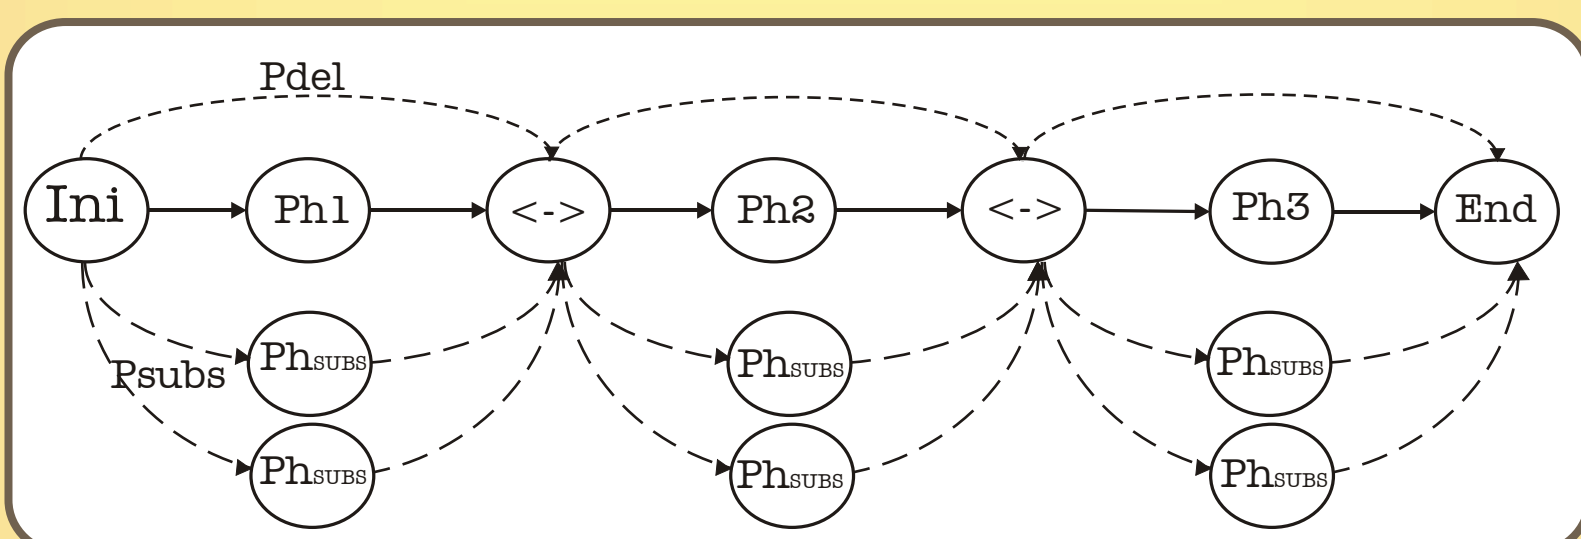 Pdel
Ini Ph1 <-> Ph2 <-> Ph3 End
PhSUBS PhSUBS PhSUBS
Psubs
PhSUBS PhSUBS PhSUBS